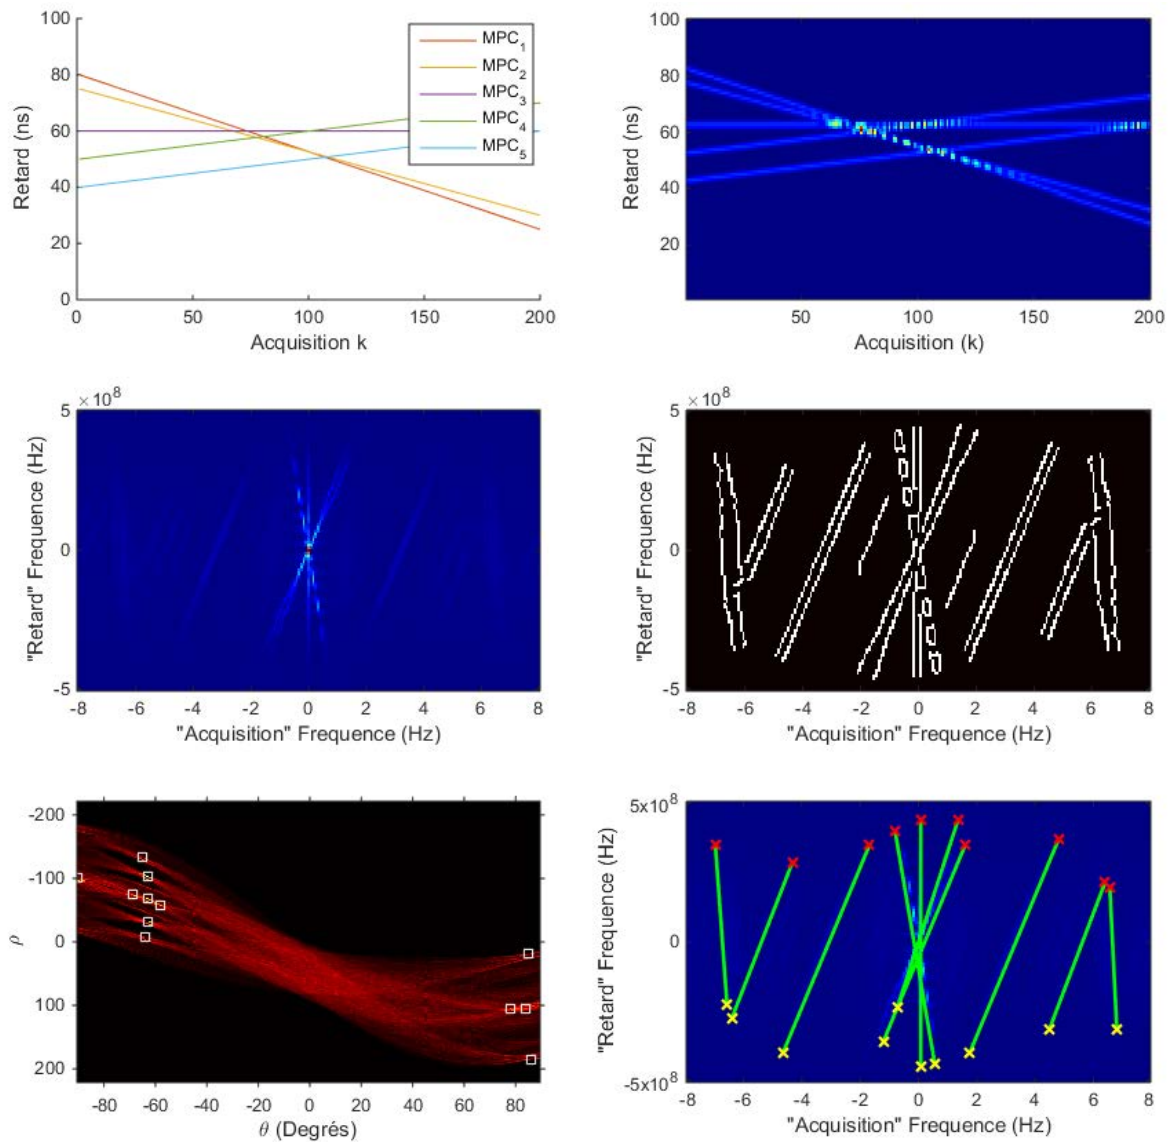 100
80
60
40
20
0
Retard (ns)
0 50 100 150 200
Acquisition k
MPC1
MPC2
MPC3
MPC4
MPC5
100
80
60
40
20
Retard (ns)
50 100 150 200
Acquisition (k)
5 ×10^8
0
-5
"Retard" Frequence (Hz)
-8 -6 -4 -2 0 2 4 6 8
"Acquisition" Frequence (Hz)
5 ×10^8
0
-5
"Retard" Frequence (Hz)
-8 -6 -4 -2 0 2 4 6 8
"Acquisition" Frequence (Hz)
-200
-100
0
100
200
ρ
-80 -60 -40 -20 0 20 40 60 80
θ (Degrés)
5x10^8
0
-5x10^8
"Retard" Frequence (Hz)
-8 -6 -4 -2 0 2 4 6 8
"Acquisition" Frequence (Hz)